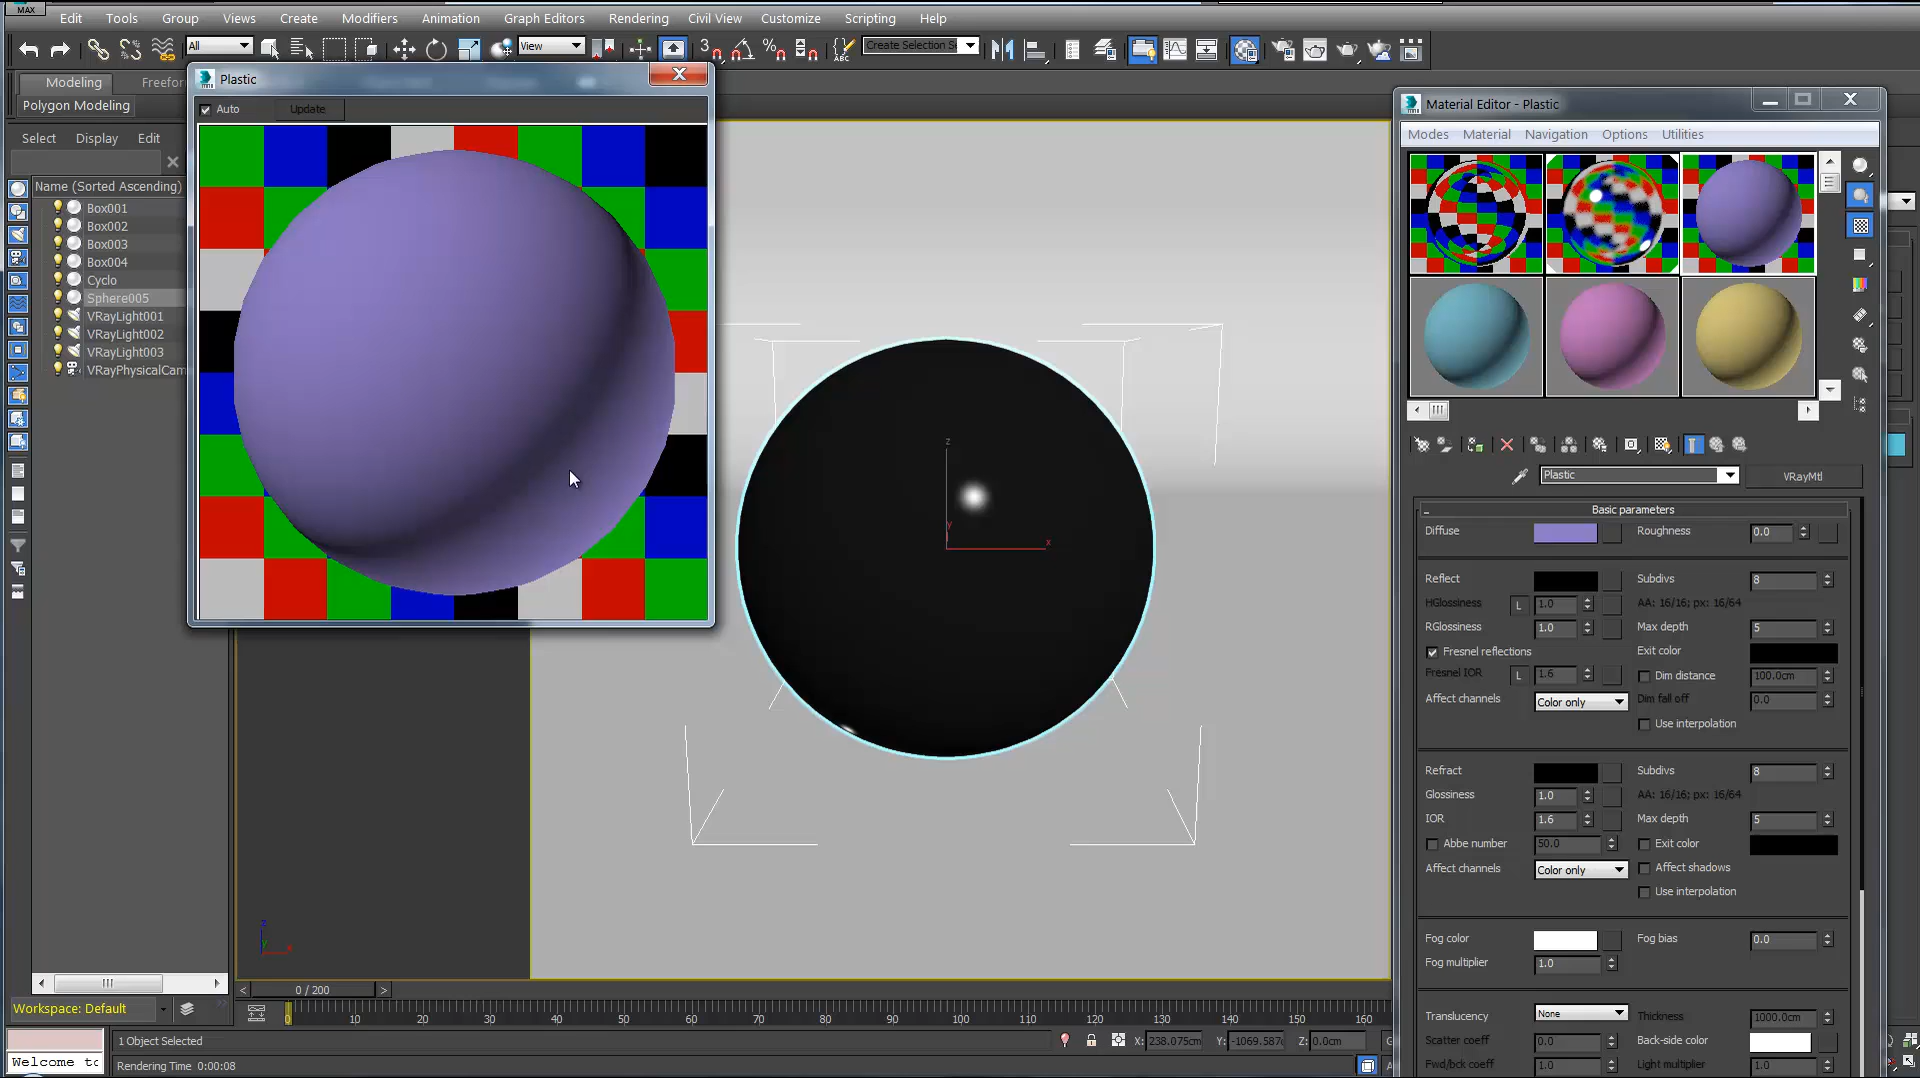 MAX
Edit Tools Group Views Create Modifiers Animation Graph Editors Rendering Civil View Customize Scripting Help
All View 3 % ABC Create Selection Se
Modeling Freeform
Polygon Modeling
Select Display Edit
Name (Sorted Ascending)
Box001
Box002
Box003
Box004
Cyclo
Sphere005
VRayLight001
VRayLight002
VRayLight003
VRayPhysicalCam
Plastic
Auto Update
z
y
x
z
y
x
Material Editor - Plastic
Modes Material Navigation Options Utilities
Plastic VRayMtl
- Basic parameters
Diffuse Roughness 0.0
Reflect Subdivs 8
HGlossiness L 1.0 AA: 16/16; px: 16/64
RGlossiness 1.0 Max depth 5
Fresnel reflections Exit color
Fresnel IOR L 1.6 Dim distance 100.0cm
Affect channels Color only Dim fall off 0.0
Use interpolation
Refract Subdivs 8
Glossiness 1.0 AA: 16/16; px: 16/64
IOR 1.6 Max depth 5
Abbe number 50.0 Exit color
Affect channels Color only Affect shadows
Use interpolation
Fog color Fog bias 0.0
Fog multiplier 1.0
Translucency None Thickness 1000.0cm
Scatter coeff 0.0 Back-side color
Fwd/bck coeff 1.0 Light multiplier 1.0
< 0 / 200 >
Workspace: Default
0 10 20 30 40 50 60 70 80 90 100 110 120 130 140 150 160
1 Object Selected X: 238.075cm Y: -1069.587 Z: 0.0cm
Welcome to
Rendering Time 0:00:08